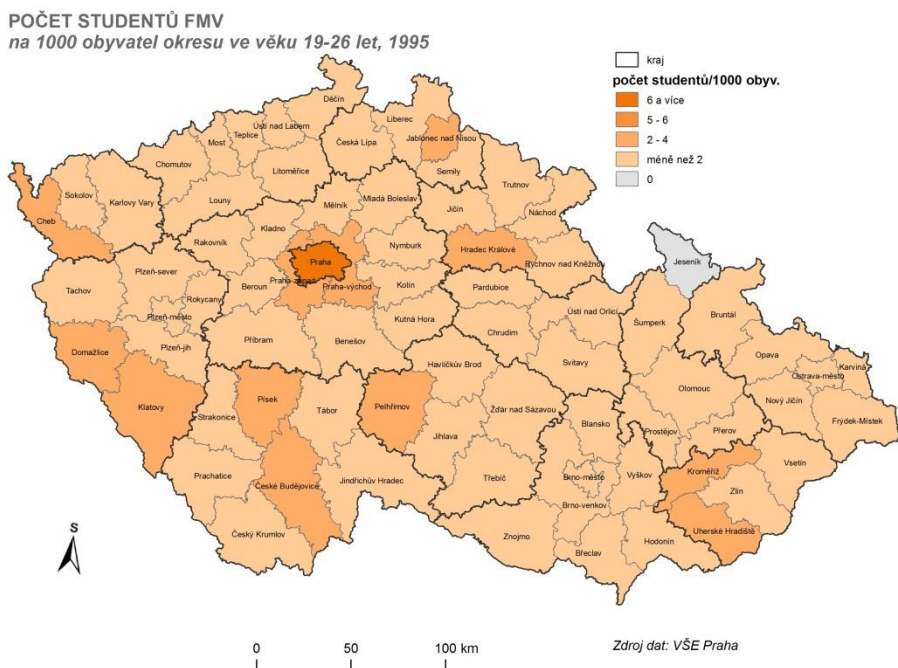 POČET STUDENTŮ FMV
na 1000 obyvatel okresu ve věku 19-26 let, 1995
kraj
počet studentů/1000 obyv.
6 a více
5 - 6
2 - 4
méně než 2
0
Děčín
Liberec
Ústí nad Labem
Teplice
Most
Česká Lípa
Jablonec nad Nisou
Chomutov
Litoměřice
Semily
Trutnov
Sokolov
Karlovy Vary
Louny
Mělník
Mladá Boleslav
Jičín
Náchod
Cheb
Kladno
Rakovník
Nymburk
Hradec Králové
Rychnov nad Kněžnou
Praha
Jeseník
Plzeň-sever
Praha-západ
Praha-východ
Kolín
Pardubice
Tachov
Rokycany
Beroun
Plzeň-město
Kutná Hora
Ústí nad Orlicí
Šumperk
Bruntál
Plzeň-jih
Příbram
Benešov
Chrudim
Domažlice
Havlíčkův Brod
Svitavy
Opava
Karviná
Ostrava-město
Olomouc
Klatovy
Písek
Pelhřimov
Žďár nad Sázavou
Nový Jičín
Strakonice
Tábor
Blansko
Frýdek-Místek
Jihlava
Prostějov
Přerov
Vsetín
Prachatice
České Budějovice
Jindřichův Hradec
Třebíč
Brno-město
Vyškov
Kroměříž
Zlín
Brno-venkov
Uherské Hradiště
Český Krumlov
Znojmo
Břeclav
Hodonín
S
0 50 100 km
Zdroj dat: VŠE Praha